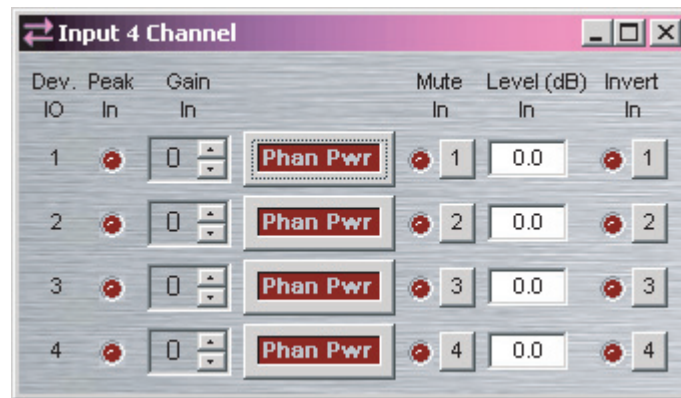 Input 4 Channel
Dev. Peak Gain Mute Level (dB) Invert
IO In In In In In
1 0 Phan Pwr 1 0.0 1
2 0 Phan Pwr 2 0.0 2
3 0 Phan Pwr 3 0.0 3
4 0 Phan Pwr 4 0.0 4